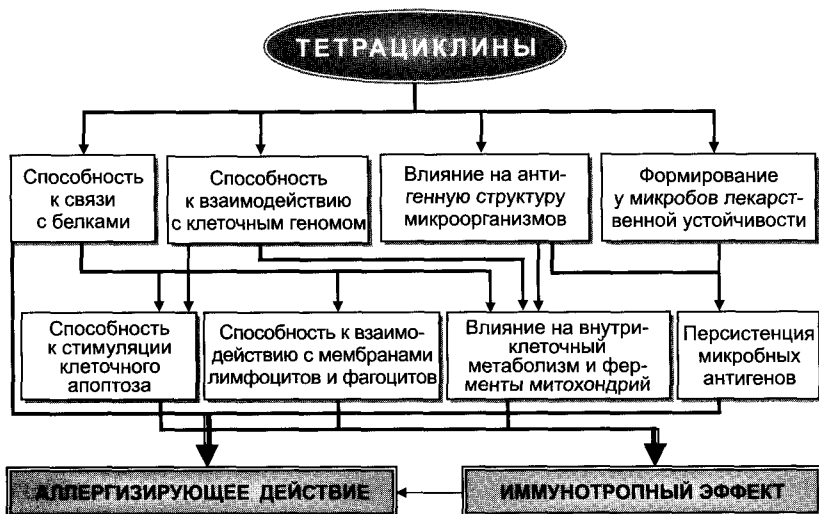 ТЕТРАЦИКЛИНЫ
Способность
к связи
с белками
Способность
к взаимодействию
с клеточным геномом
Влияние на анти-
генную структуру
микроорганизмов
Формирование
у микробов лекарст-
венной устойчивости
Способность
к стимуляции
клеточного
апоптоза
Способность к взаимо-
действию с мембранами
лимфоцитов и фагоцитов
Влияние на внутри-
клеточный
метаболизм и фер-
менты митохондрий
Персистенция
микробных
антигенов
АЛЛЕРГИЗИРУЮЩЕЕ ДЕЙСТВИЕ
ИММУНОТРОПНЫЙ ЭФФЕКТ